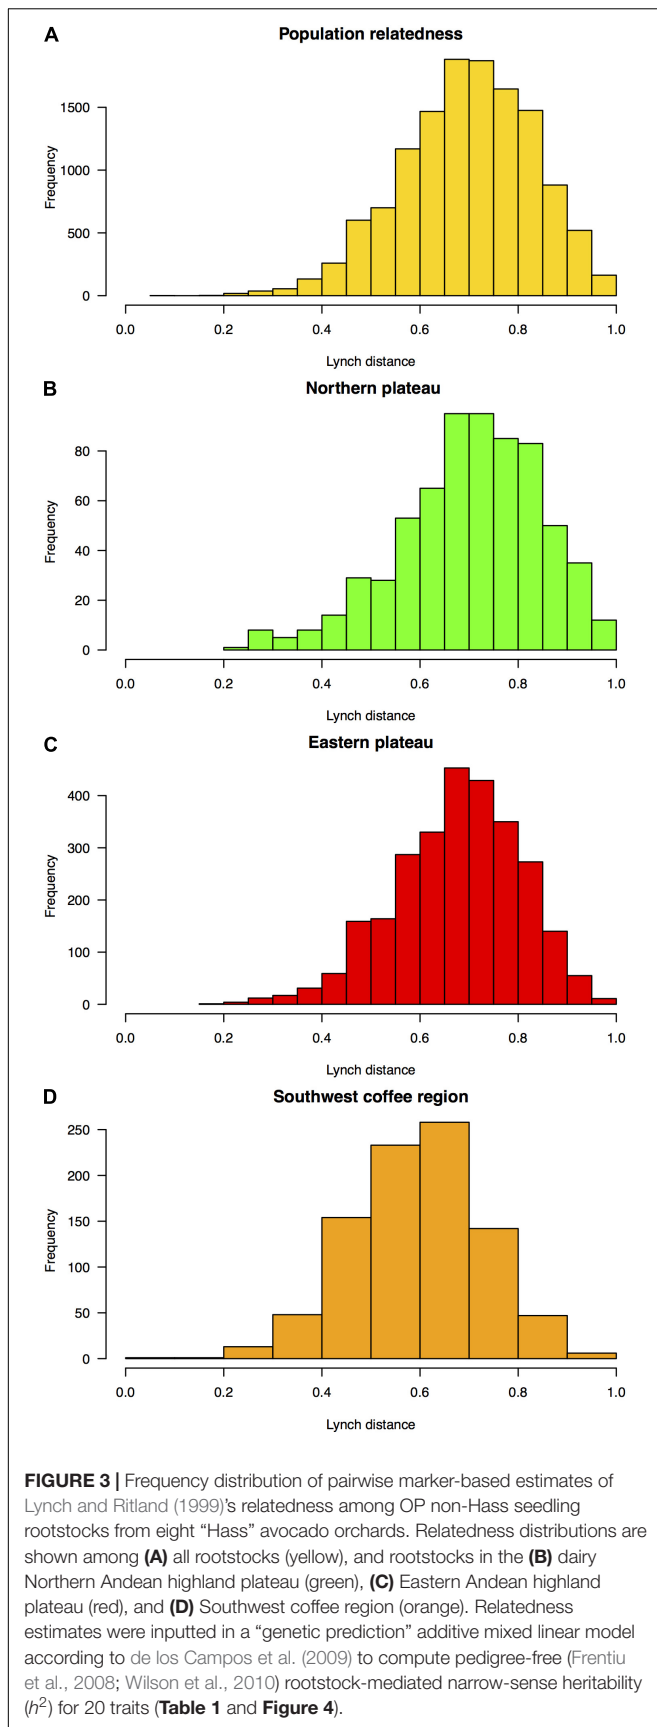 A
Population relatedness
Frequency
1500
1000
500
0
0.0 0.2 0.4 0.6 0.8 1.0
Lynch distance
B
Northern plateau
Frequency
80
60
40
20
0
0.0 0.2 0.4 0.6 0.8 1.0
Lynch distance
C
Eastern plateau
Frequency
400
300
200
100
0
0.0 0.2 0.4 0.6 0.8 1.0
Lynch distance
D
Southwest coffee region
Frequency
250
200
150
100
50
0
0.0 0.2 0.4 0.6 0.8 1.0
Lynch distance
FIGURE 3 | Frequency distribution of pairwise marker-based estimates of
Lynch and Ritland (1999)'s relatedness among OP non-Hass seedling
rootstocks from eight “Hass” avocado orchards. Relatedness distributions are
shown among (A) all rootstocks (yellow), and rootstocks in the (B) dairy
Northern Andean highland plateau (green), (C) Eastern Andean highland
plateau (red), and (D) Southwest coffee region (orange). Relatedness
estimates were inputted in a “genetic prediction” additive mixed linear model
according to de los Campos et al. (2009) to compute pedigree-free (Frentiu
et al., 2008; Wilson et al., 2010) rootstock-mediated narrow-sense heritability
(h²) for 20 traits (Table 1 and Figure 4).